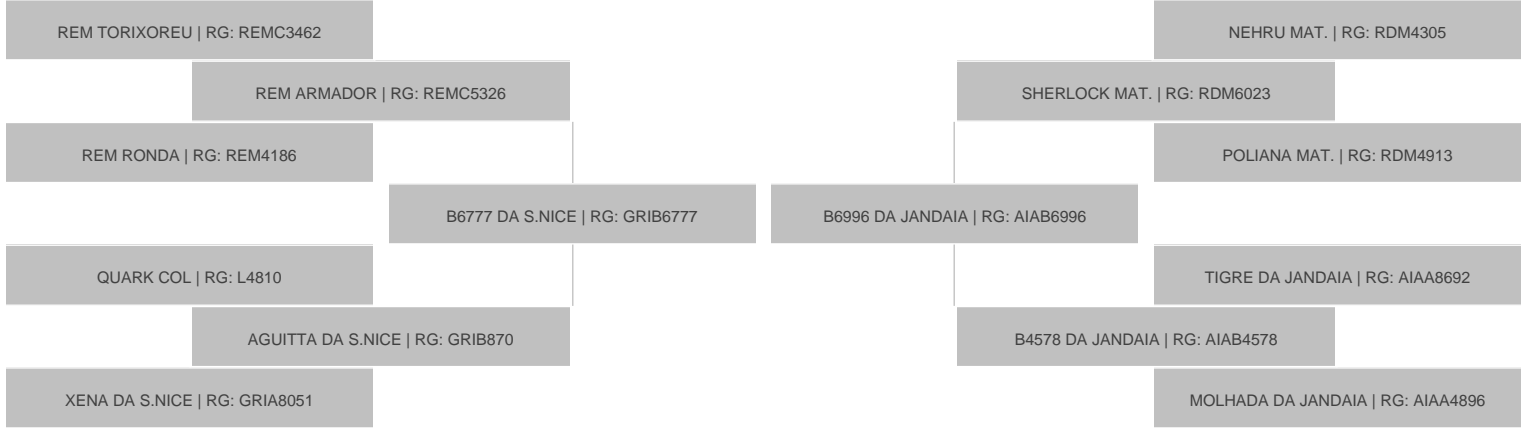 REM TORIXOREU | RG: REMC3462
NEHRU MAT. | RG: RDM4305
REM ARMADOR | RG: REMC5326
SHERLOCK MAT. | RG: RDM6023
REM RONDA | RG: REM4186
POLIANA MAT. | RG: RDM4913
B6777 DA S.NICE | RG: GRIB6777
B6996 DA JANDAIA | RG: AIAB6996
QUARK COL | RG: L4810
TIGRE DA JANDAIA | RG: AIAA8692
AGUITTA DA S.NICE | RG: GRIB870
B4578 DA JANDAIA | RG: AIAB4578
XENA DA S.NICE | RG: GRIA8051
MOLHADA DA JANDAIA | RG: AIAA4896